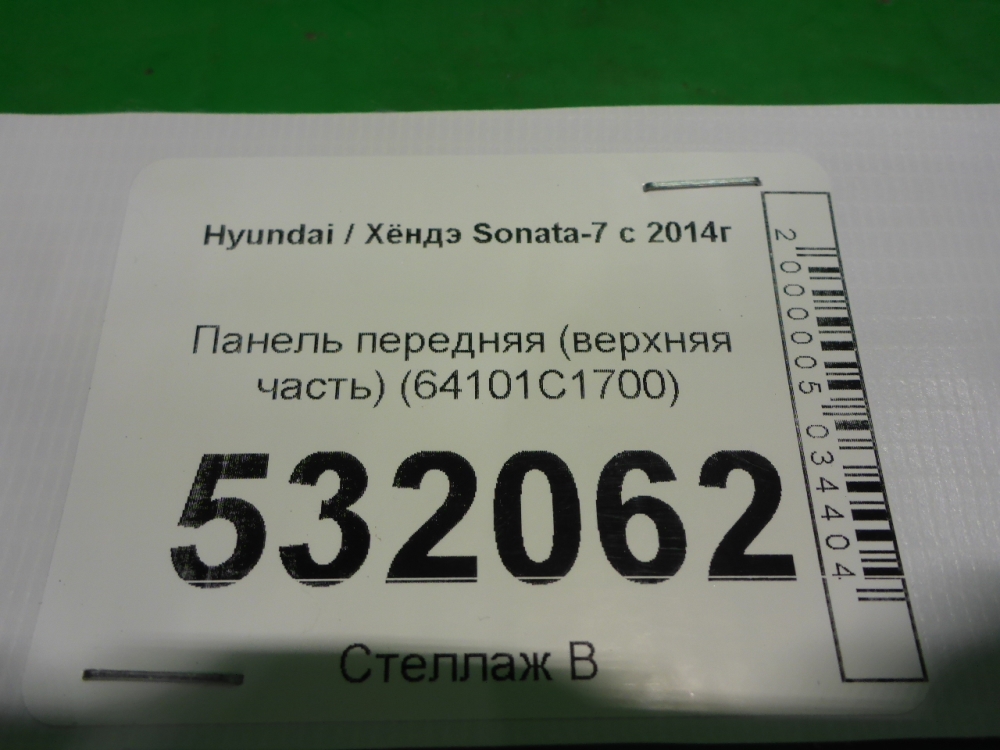 Hyundai / Хёндэ Sonata-7 с 2014г
Панель передняя (верхняя
часть) (64101C1700)
532062
Стеллаж В
2000005034404